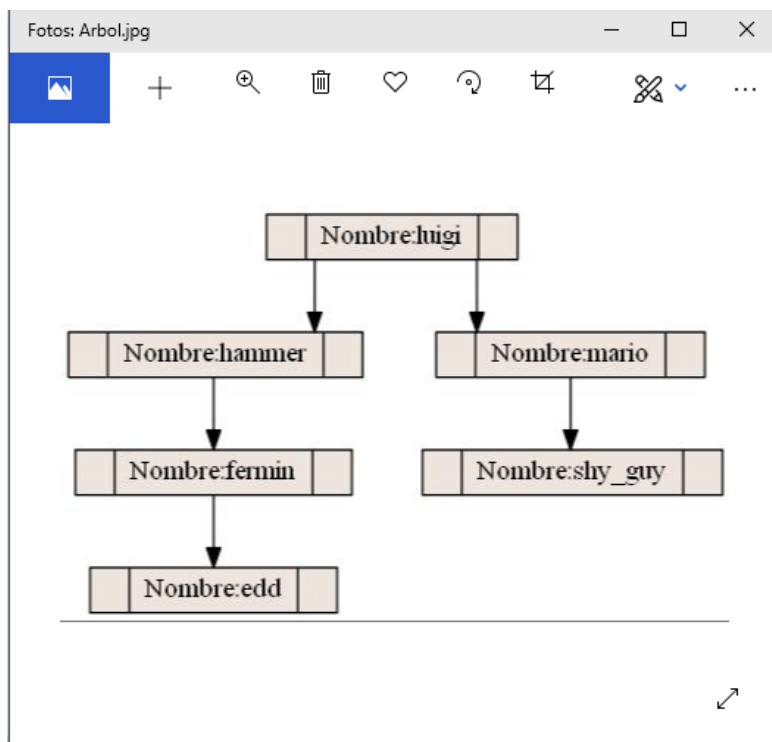 Fotos: Arbol.jpg
Nombre:luigi
Nombre:hammer
Nombre:mario
Nombre:fermin
Nombre:shy_guy
Nombre:edd